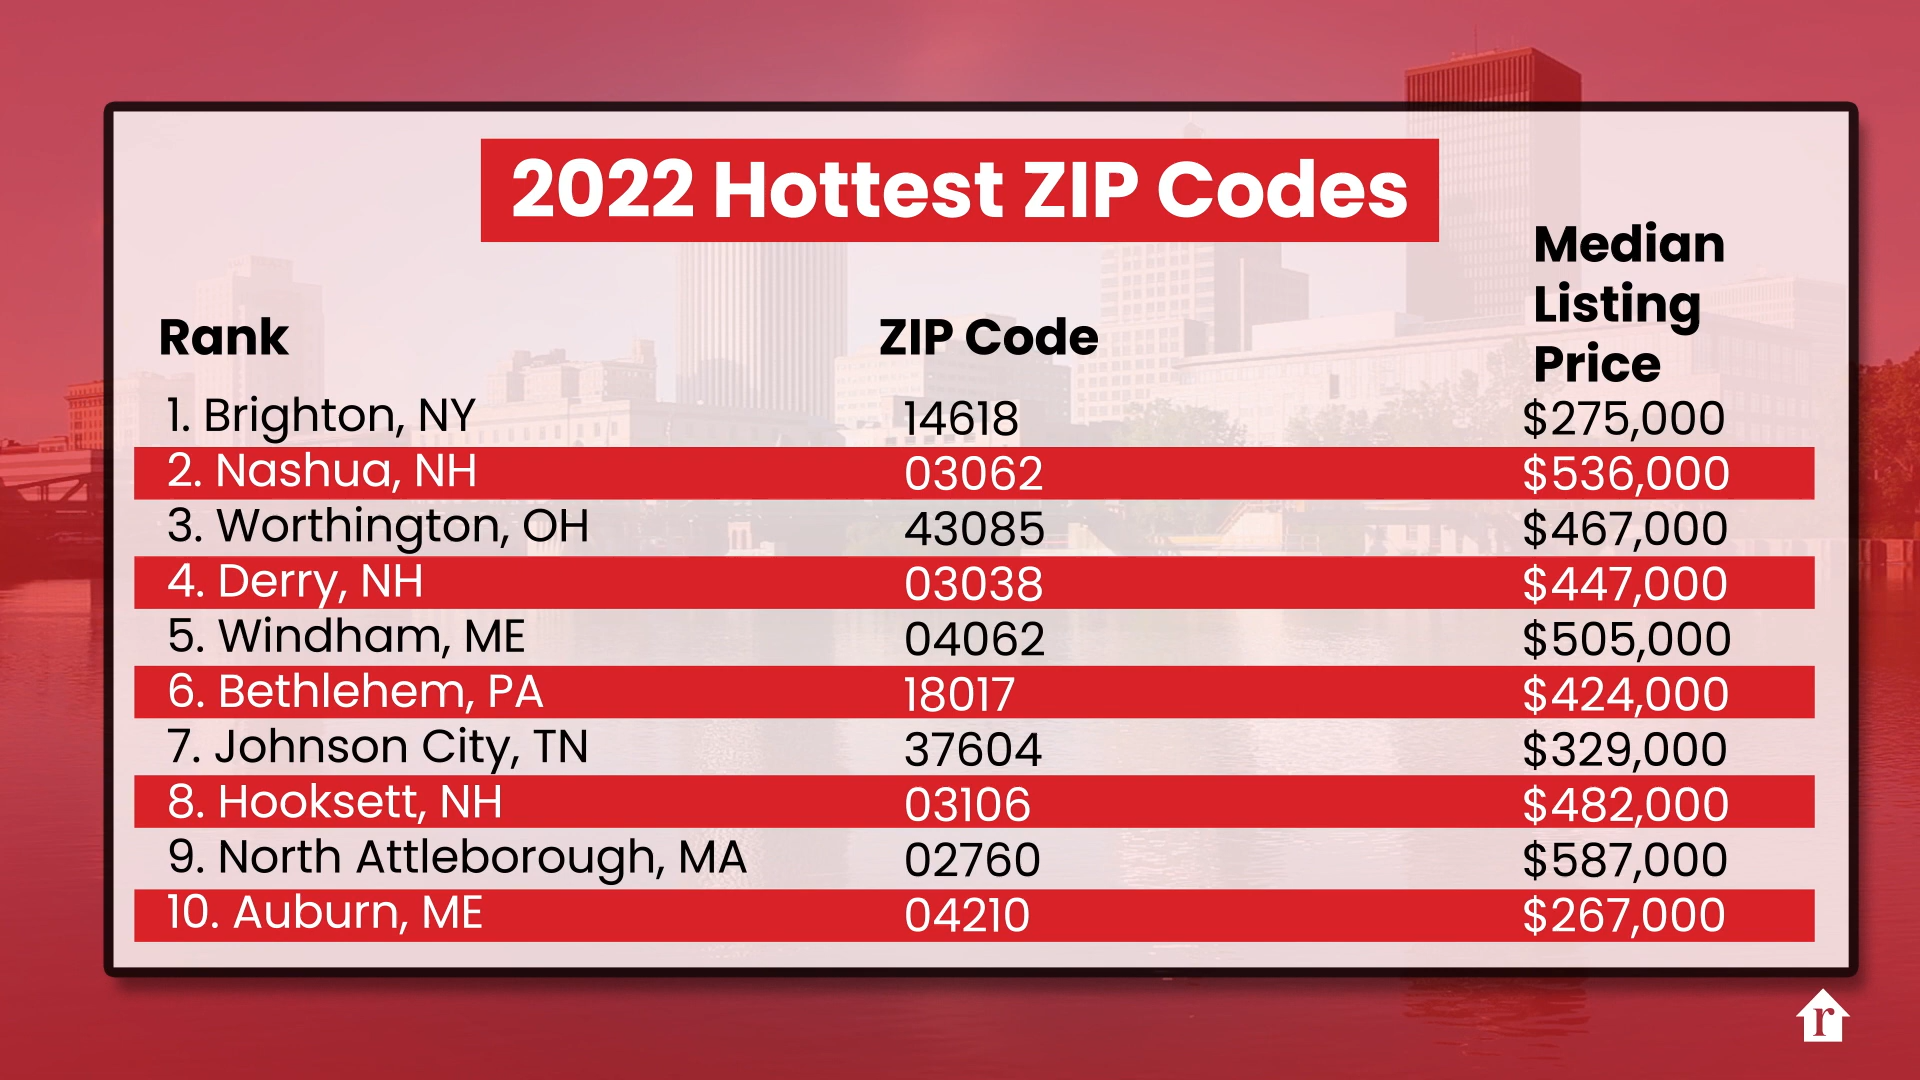 2022 Hottest ZIP Codes
Rank ZIP Code Median Listing Price
1. Brighton, NY 14618 $275,000
2. Nashua, NH 03062 $536,000
3. Worthington, OH 43085 $467,000
4. Derry, NH 03038 $447,000
5. Windham, ME 04062 $505,000
6. Bethlehem, PA 18017 $424,000
7. Johnson City, TN 37604 $329,000
8. Hooksett, NH 03106 $482,000
9. North Attleborough, MA 02760 $587,000
10. Auburn, ME 04210 $267,000
r